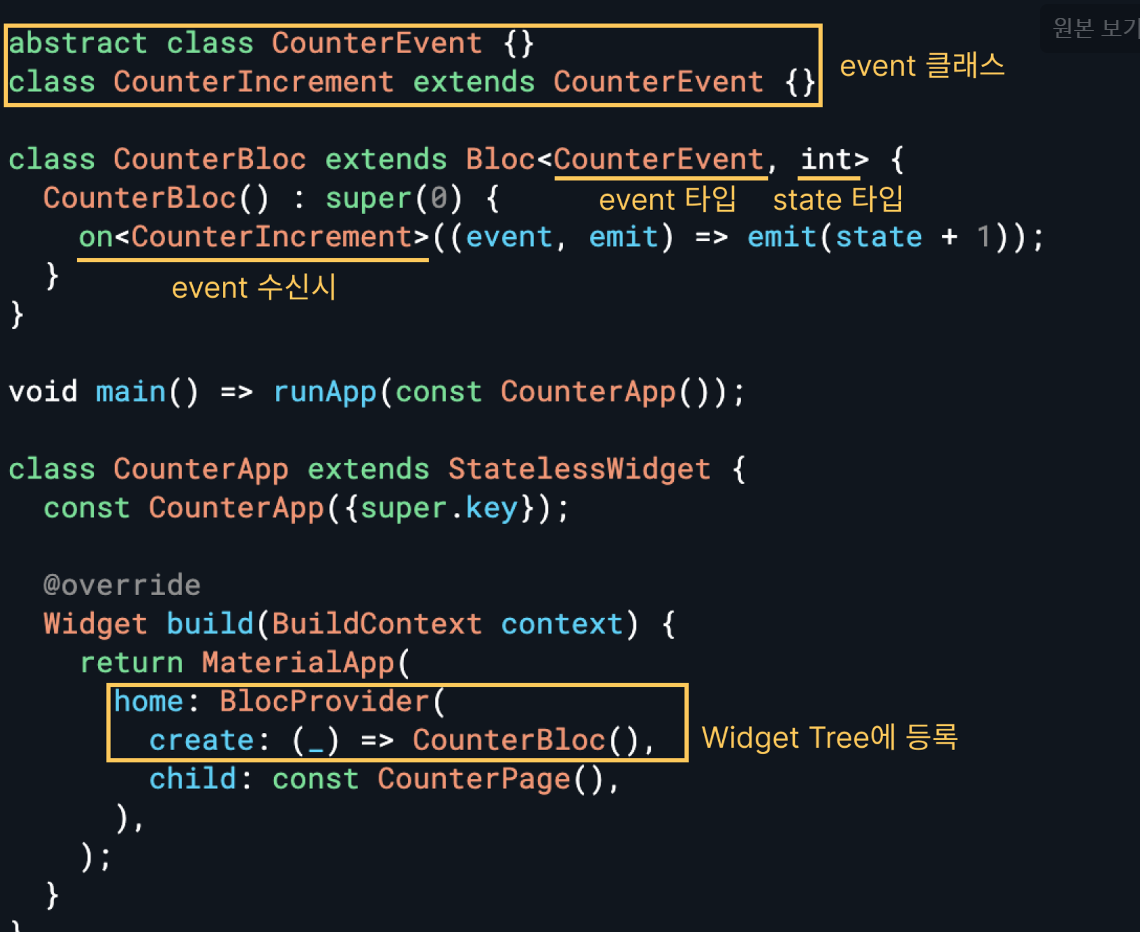 원본 보기
abstract class CounterEvent {}
class CounterIncrement extends CounterEvent {}
event 클래스
class CounterBloc extends Bloc<CounterEvent, int> {
CounterBloc() : super(0) {
event 타입
state 타입
on<CounterIncrement>((event, emit) => emit(state + 1));
event 수신시
}
}
void main() => runApp(const CounterApp());
class CounterApp extends StatelessWidget {
const CounterApp({super.key});
@override
Widget build(BuildContext context) {
return MaterialApp(
home: BlocProvider(
create: (_) => CounterBloc(),
Widget Tree에 등록
child: const CounterPage(),
),
);
}
}